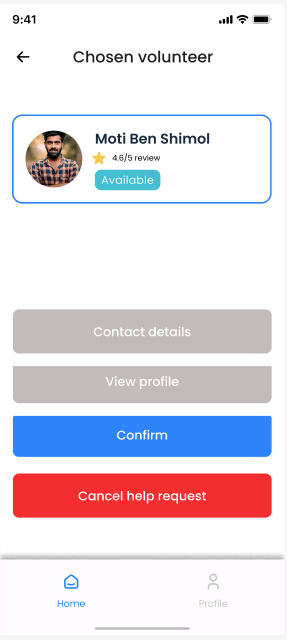 9:41
Chosen volunteer
Moti Ben Shimol
4.6/5 review
Available
Contact details
View profile
Confirm
Cancel help request
Home
Profile